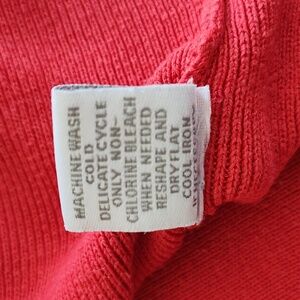 MACHINE WASH
COLD
DELICATE CYCLE
ONLY NON-
CHLORINE BLEACH
WHEN NEEDED
RESHAPE AND
DRY FLAT
COOL IRON